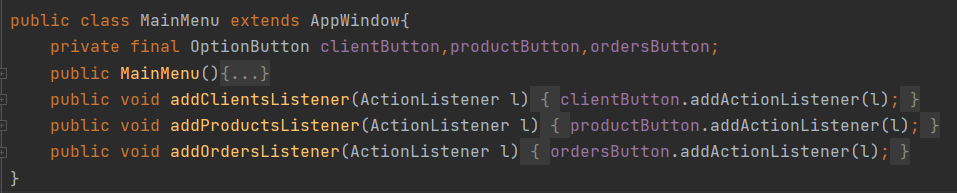 public class MainMenu extends AppWindow{
    private final OptionButton clientButton,productButton,ordersButton;
    public MainMenu(){...}
    public void addClientsListener(ActionListener l) { clientButton.addActionListener(l); }
    public void addProductsListener(ActionListener l) { productButton.addActionListener(l); }
    public void addOrdersListener(ActionListener l) { ordersButton.addActionListener(l); }
}